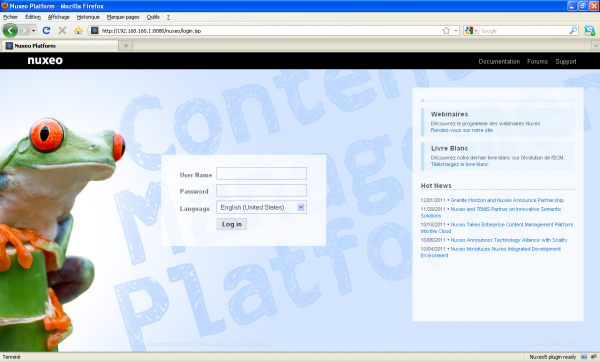 Nuxeo Platform - Mozilla Firefox
Fichier Édition Affichage Historique Marque-pages Outils ?
http://192.168.160.1:8080/nuxeo/login.jsp
Google
Nuxeo Platform
nuxeo
Documentation Forums Support
Content
Management
Platform
User Name
Password
Language English (United States)
Log in
Webinaires
Découvrez le programme des webinaires Nuxeo
Rendez-vous sur notre site
Livre Blanc
Découvrez notre dernier livre blanc sur l'évolution de l'ECM.
Téléchargez le livre blanc
Hot News
12/01/2011 • Granite Horizon and Nuxeo Announce Partnership
11/29/2011 • Nuxeo and TEMIS Partner on Innovative Semantic
Solutions
10/18/2011 • Nuxeo Takes Enterprise Content Management Platform
into the Cloud
10/06/2011 • Nuxeo Announces Technology Alliance with Scality
10/04/2011 • Nuxeo Introduces Nuxeo Integrated Development
Environment
Terminé
Nuxeo5 plugin ready